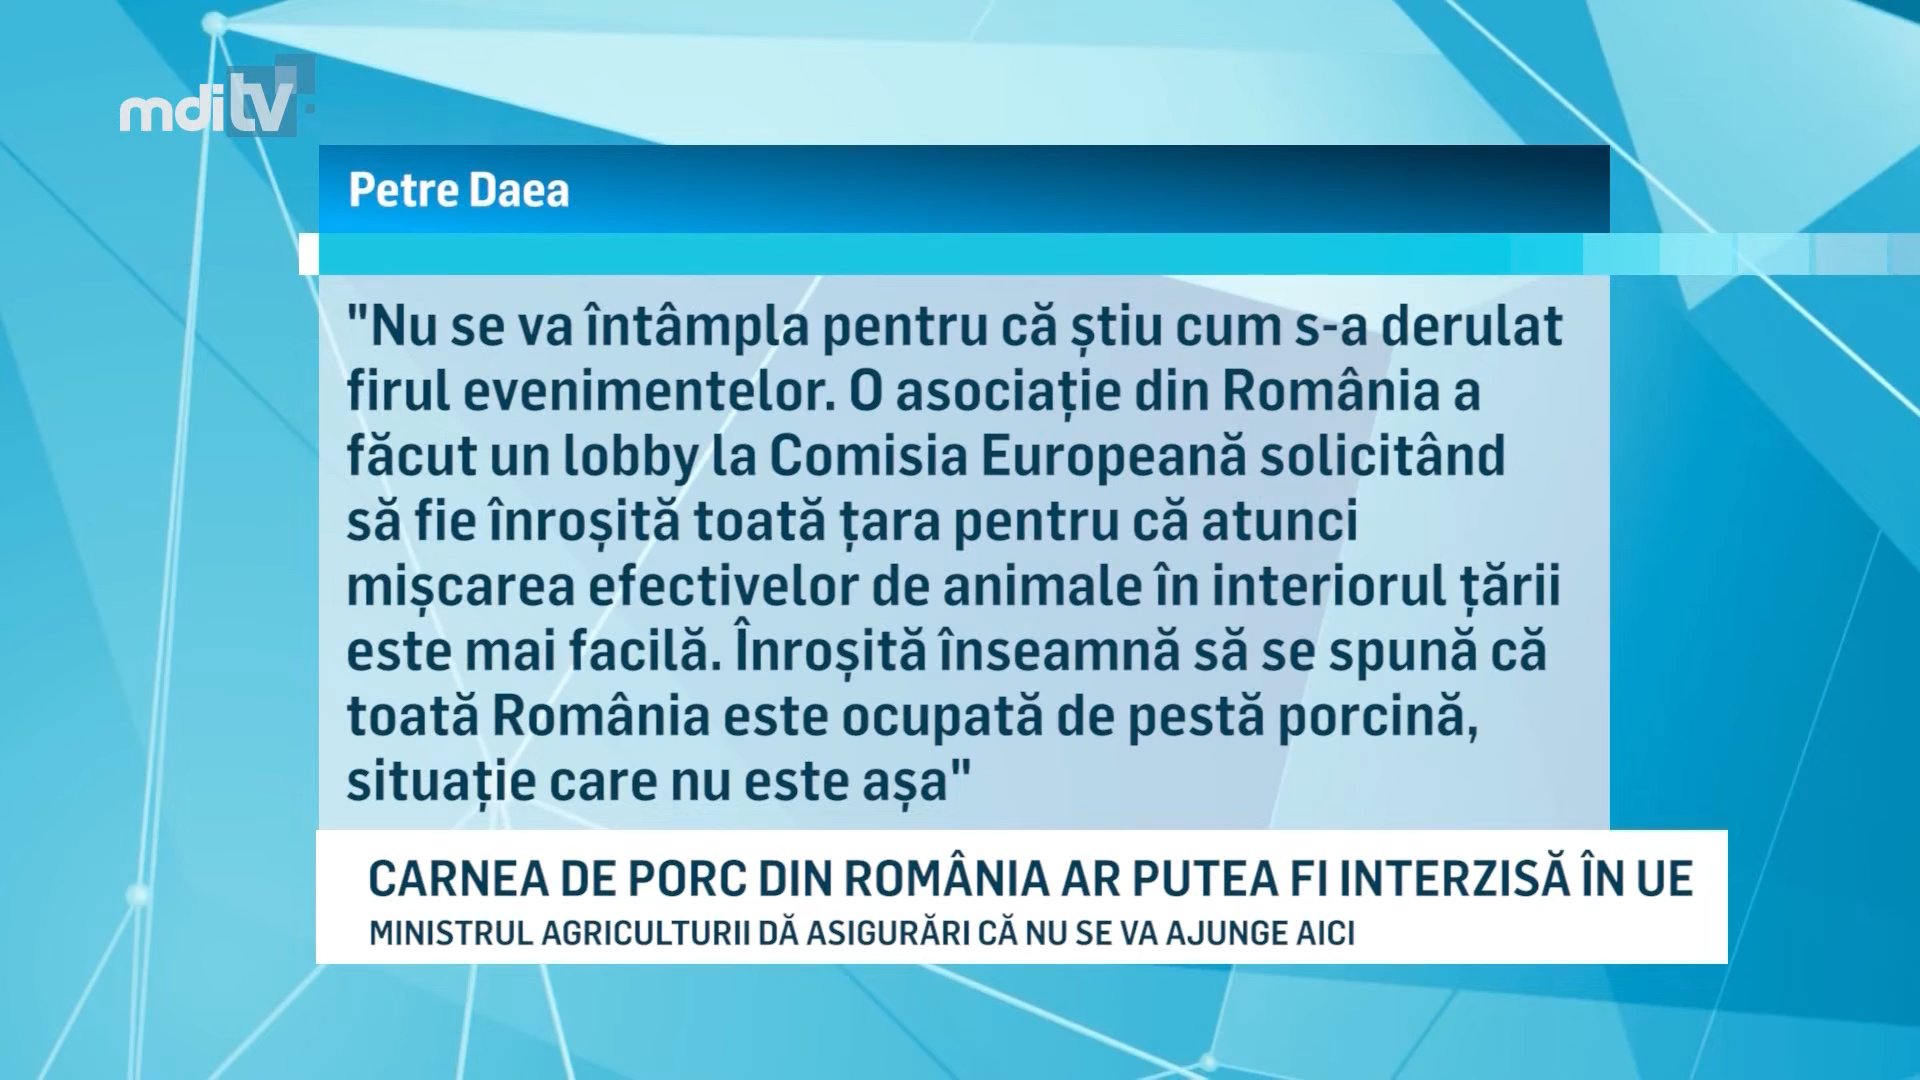 mditv
Petre Daea
"Nu se va întâmpla pentru că știu cum s-a derulat
firul evenimentelor. O asociație din România a
făcut un lobby la Comisia Europeană solicitând
să fie înroșită toată țara pentru că atunci
mișcarea efectivelor de animale în interiorul țării
este mai facilă. Înroșită înseamnă să se spună că
toată România este ocupată de pestă porcină,
situație care nu este așa"
CARNEA DE PORC DIN ROMÂNIA AR PUTEA FI INTERZISĂ ÎN UE
MINISTRUL AGRICULTURII DĂ ASIGURĂRI CĂ NU SE VA AJUNGE AICI